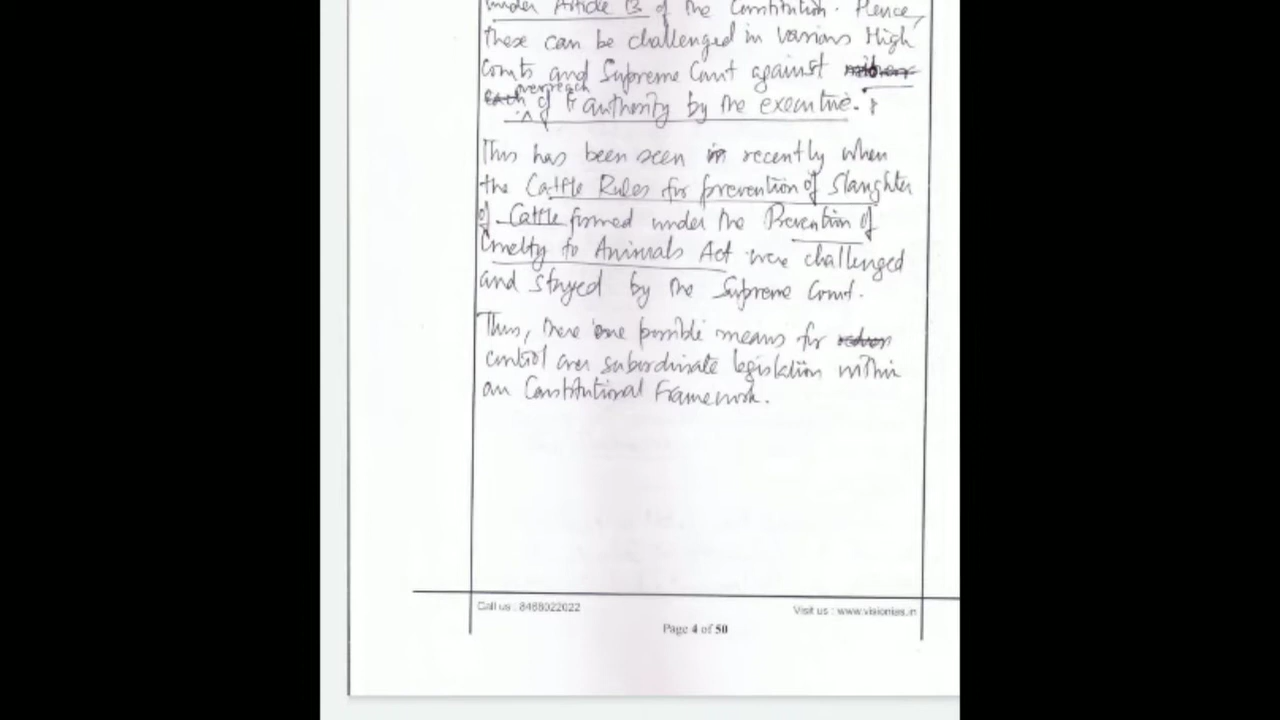 under Article 13 of the Constitution. Hence,
these can be challenged in various High
Courts and Supreme Court against
overreach
of authority by the executive.
This has been seen recently when
the Cattle Rules for prevention of Slaughter
of Cattle formed under the Prevention of
Cruelty to Animals Act were challenged
and stayed by the Supreme Court.
Thus, there are possible means for
control over subordinate legislation within
our Constitutional Framework.
Call us : 8468022022
Visit us : www.visionias.in
Page 4 of 50